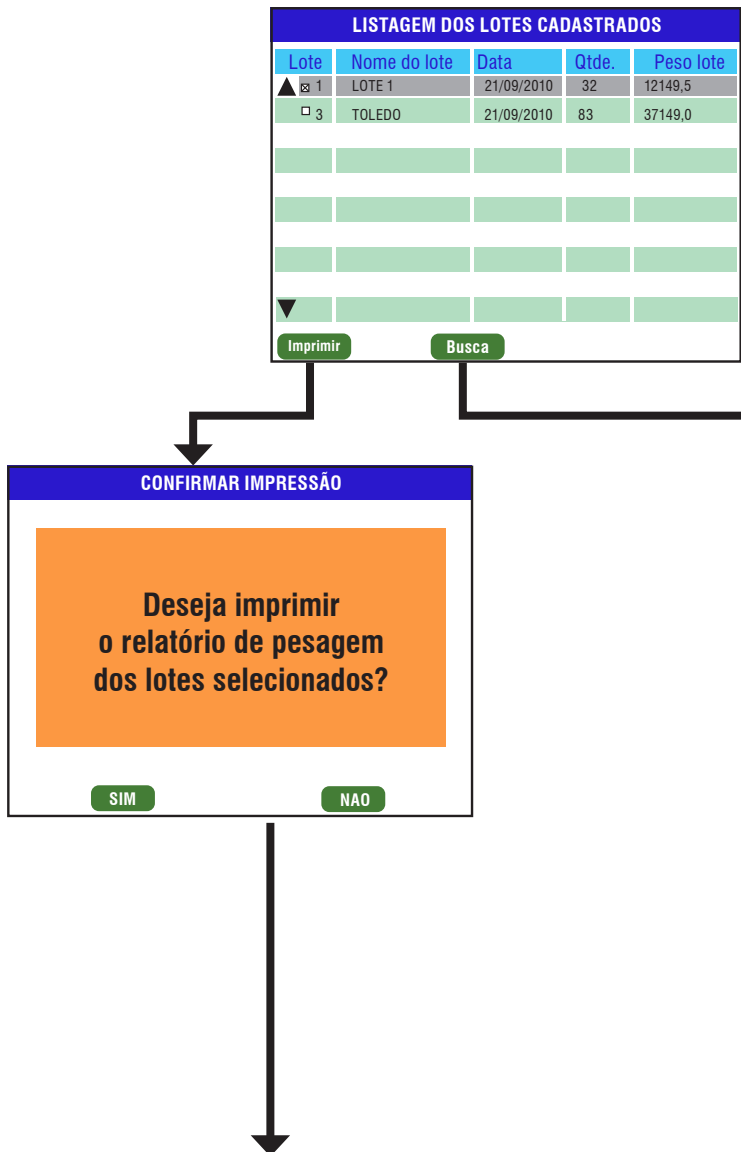 LISTAGEM DOS LOTES CADASTRADOS
Lote Nome do lote Data Qtde. Peso lote
1 LOTE 1 21/09/2010 32 12149,5
3 TOLEDO 21/09/2010 83 37149,0
Imprimir Busca
CONFIRMAR IMPRESSÃO
Deseja imprimir
o relatório de pesagem
dos lotes selecionados?
SIM NAO